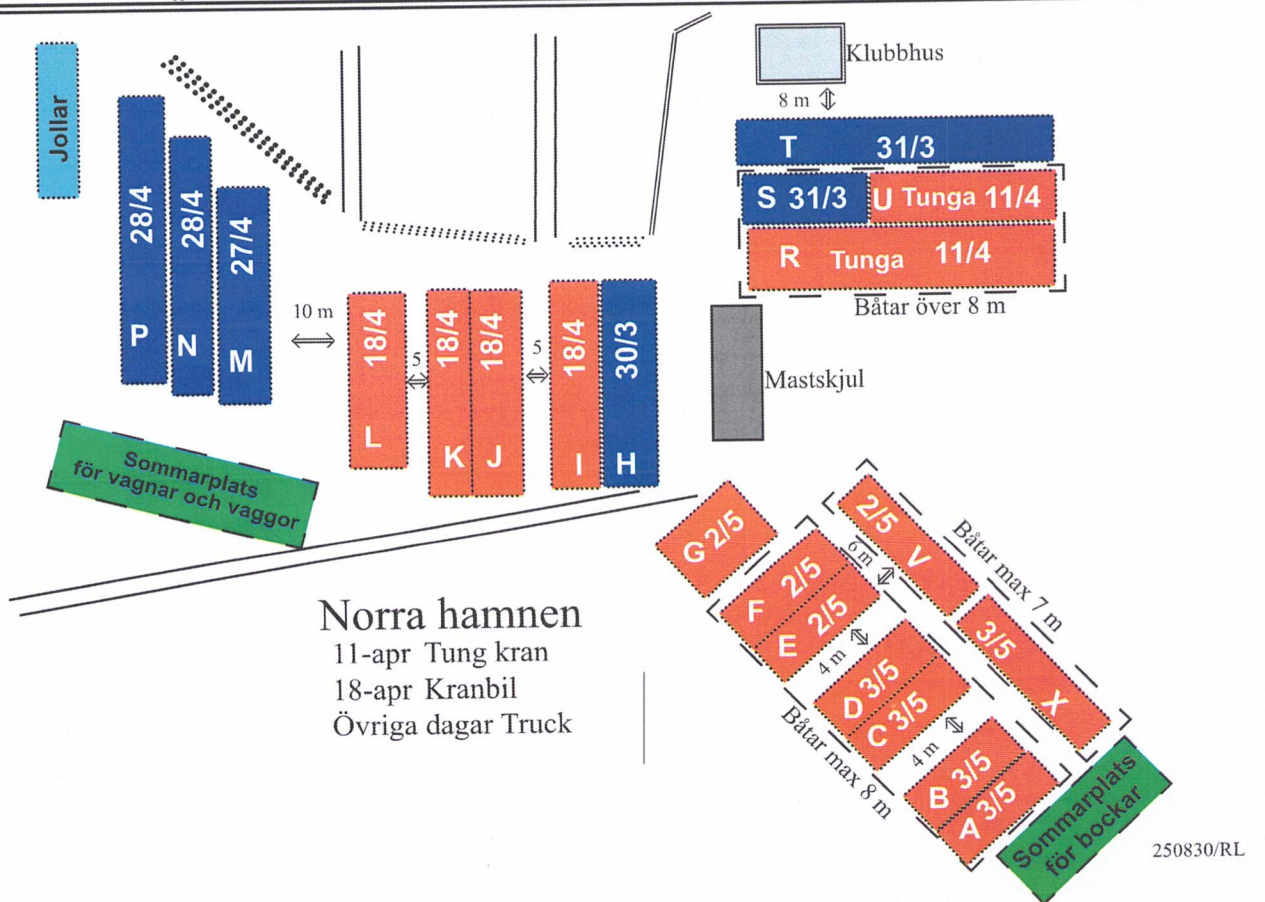 Klubbhus
8 m
Jollar
T 31/3
S 31/3
U Tunga 11/4
R Tunga 11/4
Båtar över 8 m
P 28/4
N 28/4
M 27/4
10 m
L 18/4
5
K 18/4
J 18/4
5
I 18/4
H 30/3
Mastskjul
Sommarplats
för vagnar och vaggor
G 2/5
F 2/5
E 2/5
6 m
2/5 V
Båtar max 7 m
3/5 X
4 m
D 3/5
C 3/5
4 m
B 3/5
A 3/5
Båtar max 8 m
Sommarplats
för bockar
Norra hamnen
11-apr Tung kran
18-apr Kranbil
Övriga dagar Truck
250830/RL